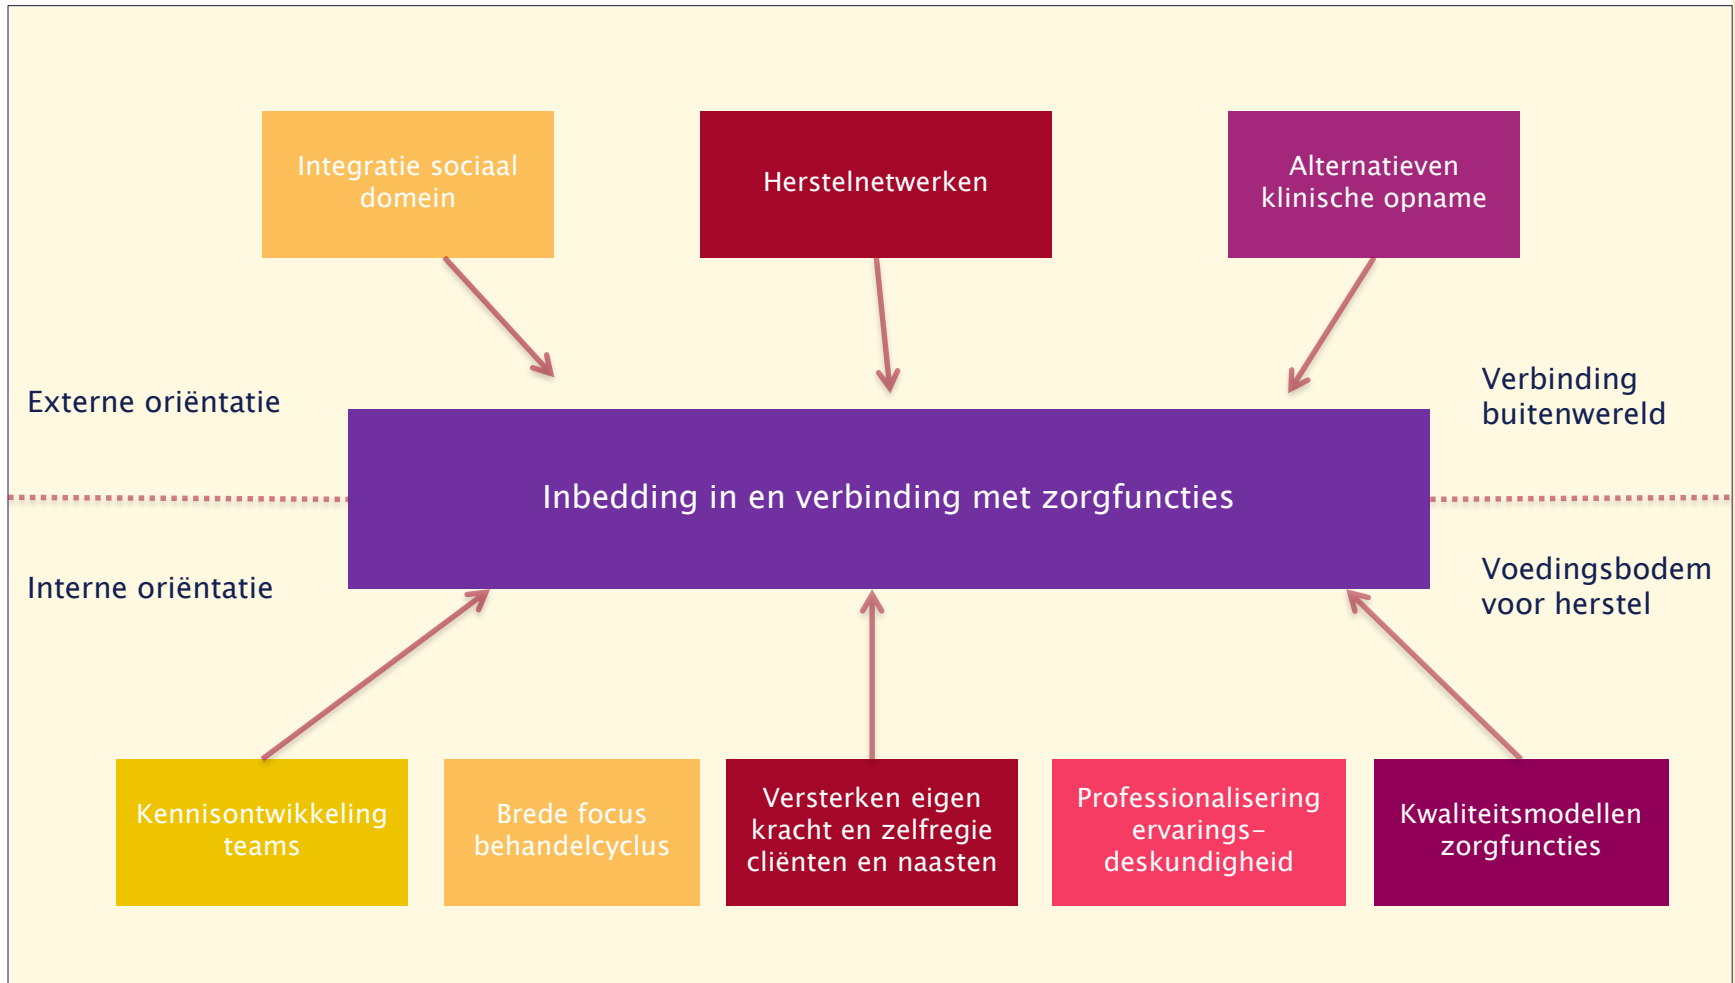 Integratie sociaal
domein
Herstelnetwerken
Alternatieven
klinische opname
Externe oriëntatie
Verbinding
buitenwereld
Inbedding in en verbinding met zorgfuncties
Interne oriëntatie
Voedingsbodem
voor herstel
Kennisontwikkeling
teams
Brede focus
behandelcyclus
Versterken eigen
kracht en zelfregie
cliënten en naasten
Professionalisering
ervarings-
deskundigheid
Kwaliteitsmodellen
zorgfuncties